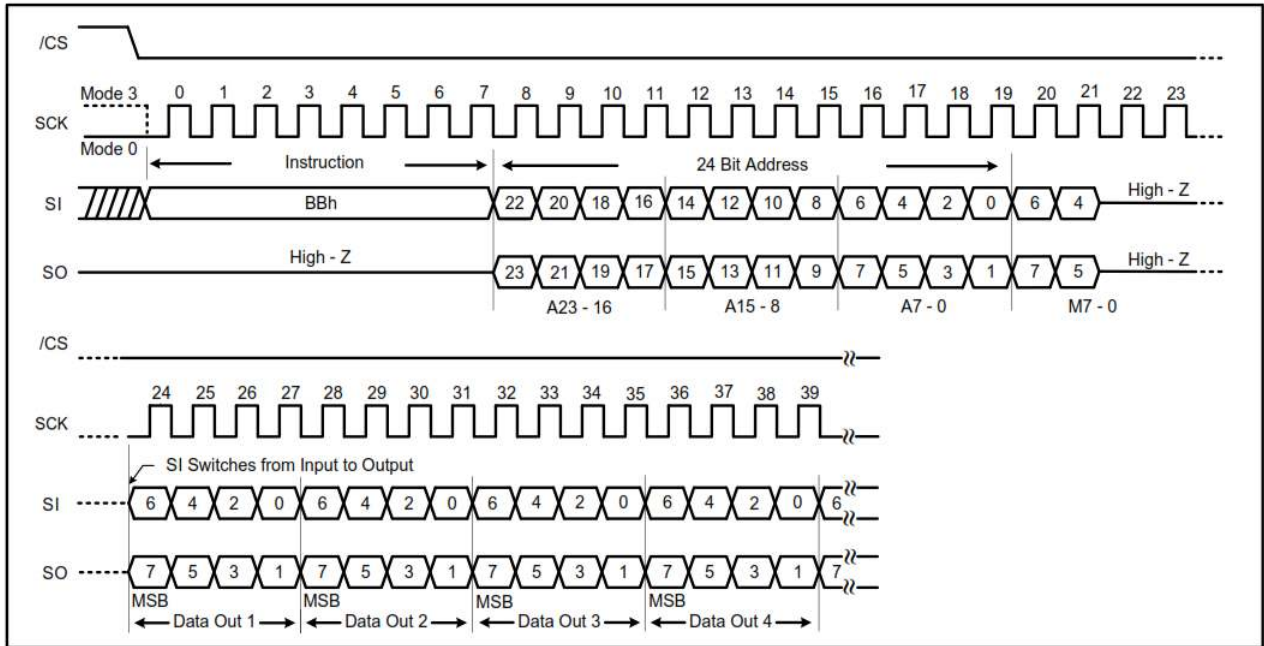 /CS
Mode 3 0 1 2 3 4 5 6 7 8 9 10 11 12 13 14 15 16 17 18 19 20 21 22 23
SCK
Mode 0
Instruction 24 Bit Address
SI BBh 22 20 18 16 14 12 10 8 6 4 2 0 6 4 High - Z
SO High - Z 23 21 19 17 15 13 11 9 7 5 3 1 7 5 High - Z
A23 - 16 A15 - 8 A7 - 0 M7 - 0
/CS
24 25 26 27 28 29 30 31 32 33 34 35 36 37 38 39
SCK
SI Switches from Input to Output
SI 6 4 2 0 6 4 2 0 6 4 2 0 6 4 2 0 6
SO 7 5 3 1 7 5 3 1 7 5 3 1 7 5 3 1 7
MSB MSB MSB MSB
Data Out 1 Data Out 2 Data Out 3 Data Out 4